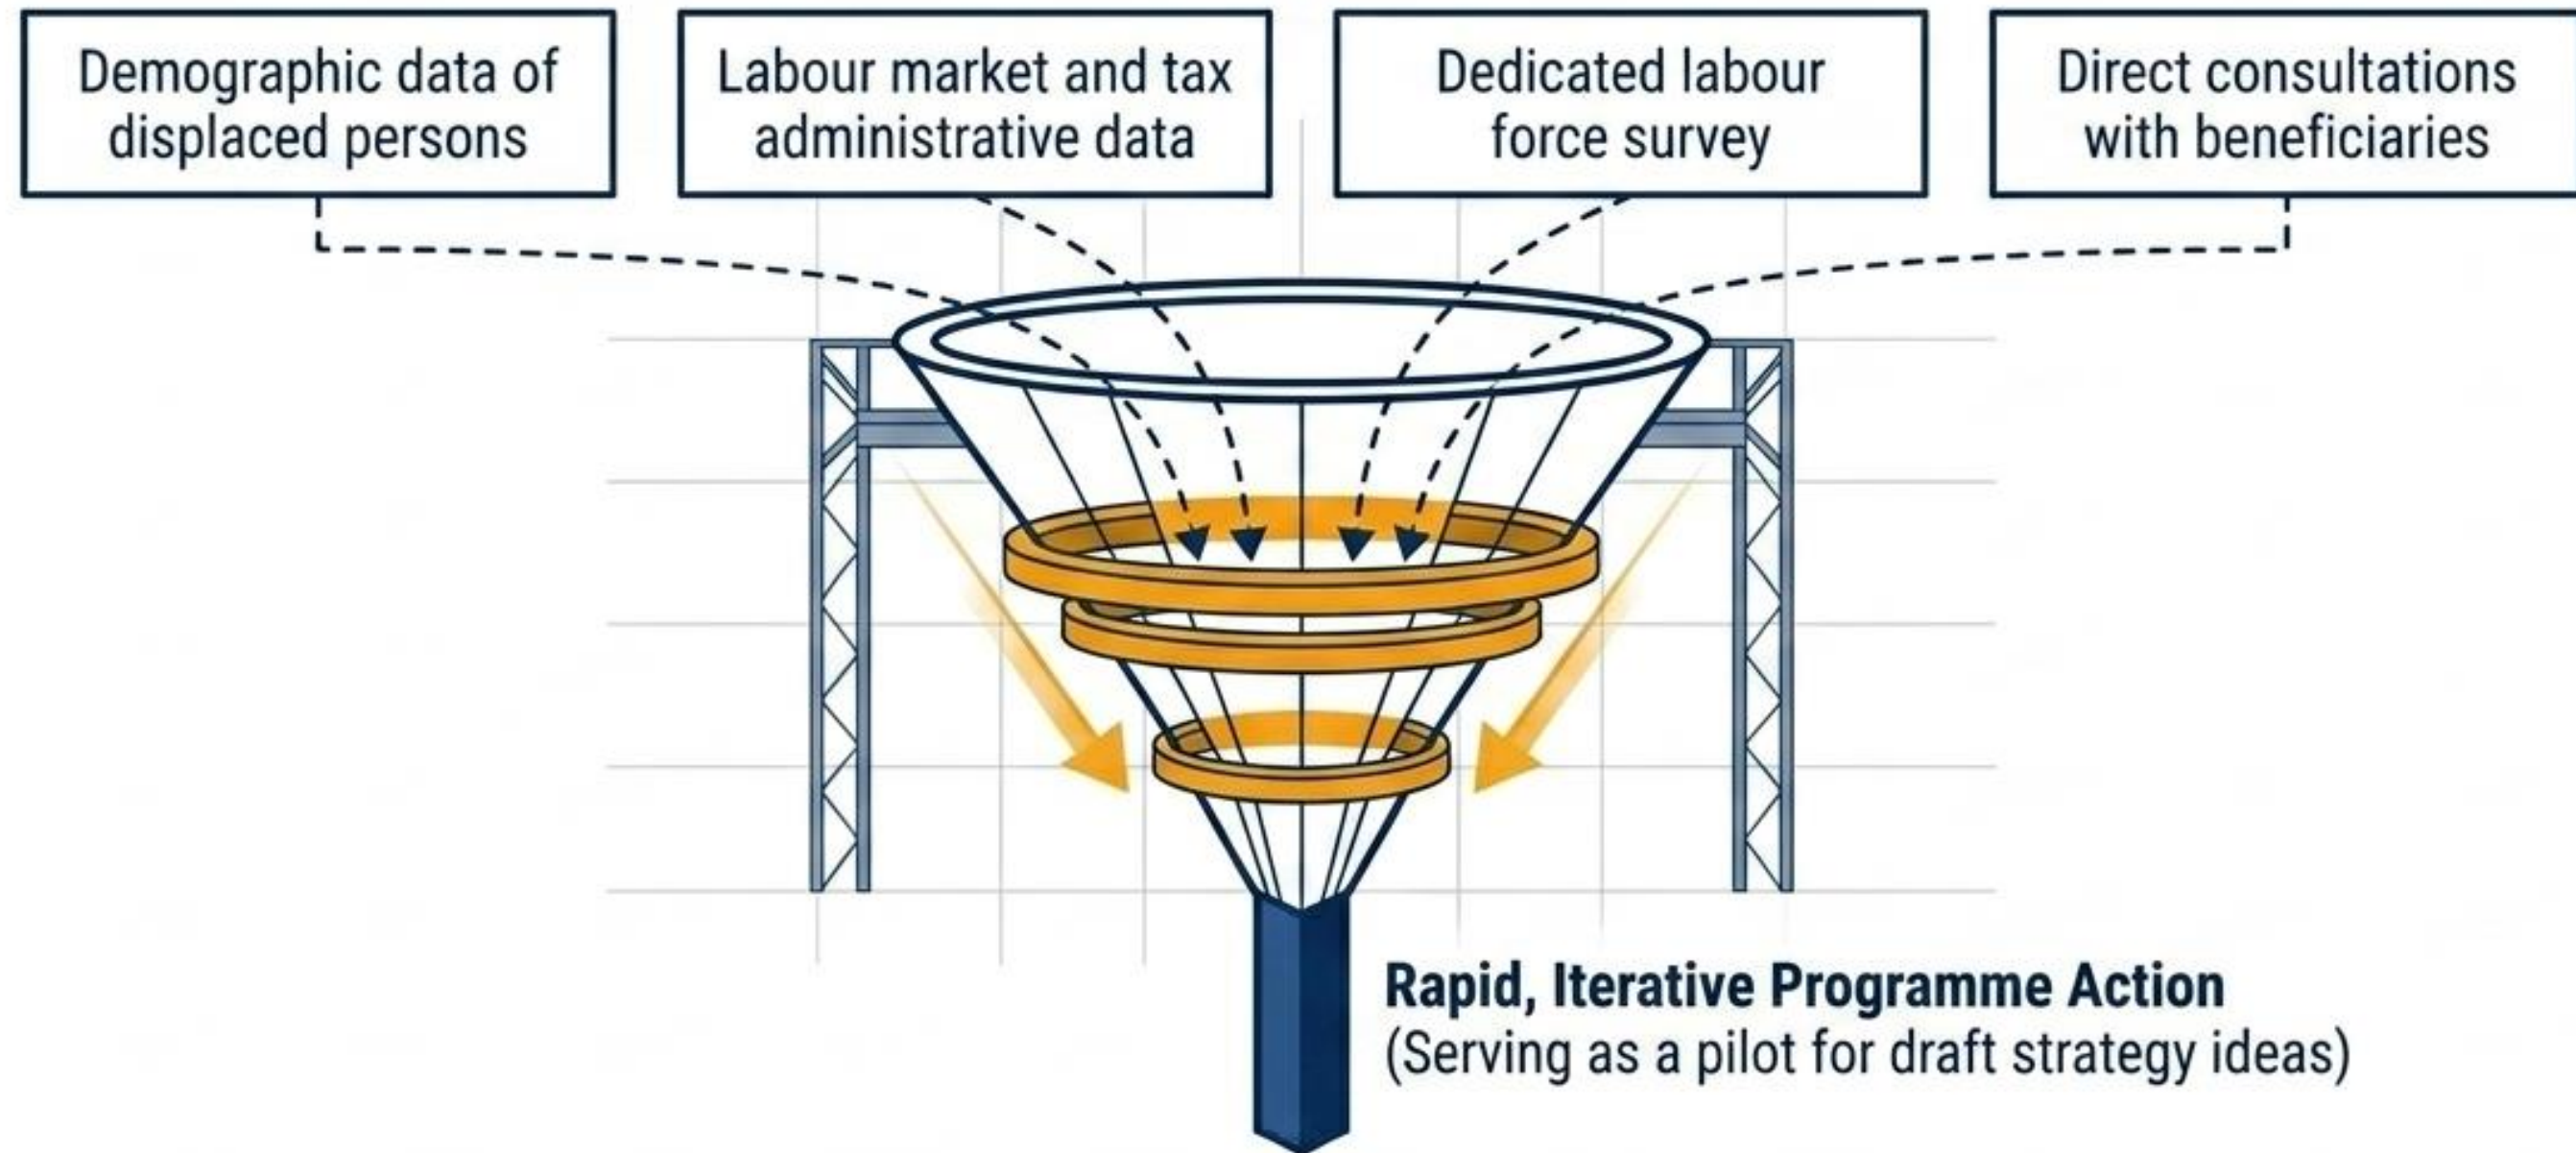 Demographic data of
displaced persons
Labour market and tax
administrative data
Dedicated labour
force survey
Direct consultations
with beneficiaries
Rapid, Iterative Programme Action
(Serving as a pilot for draft strategy ideas)